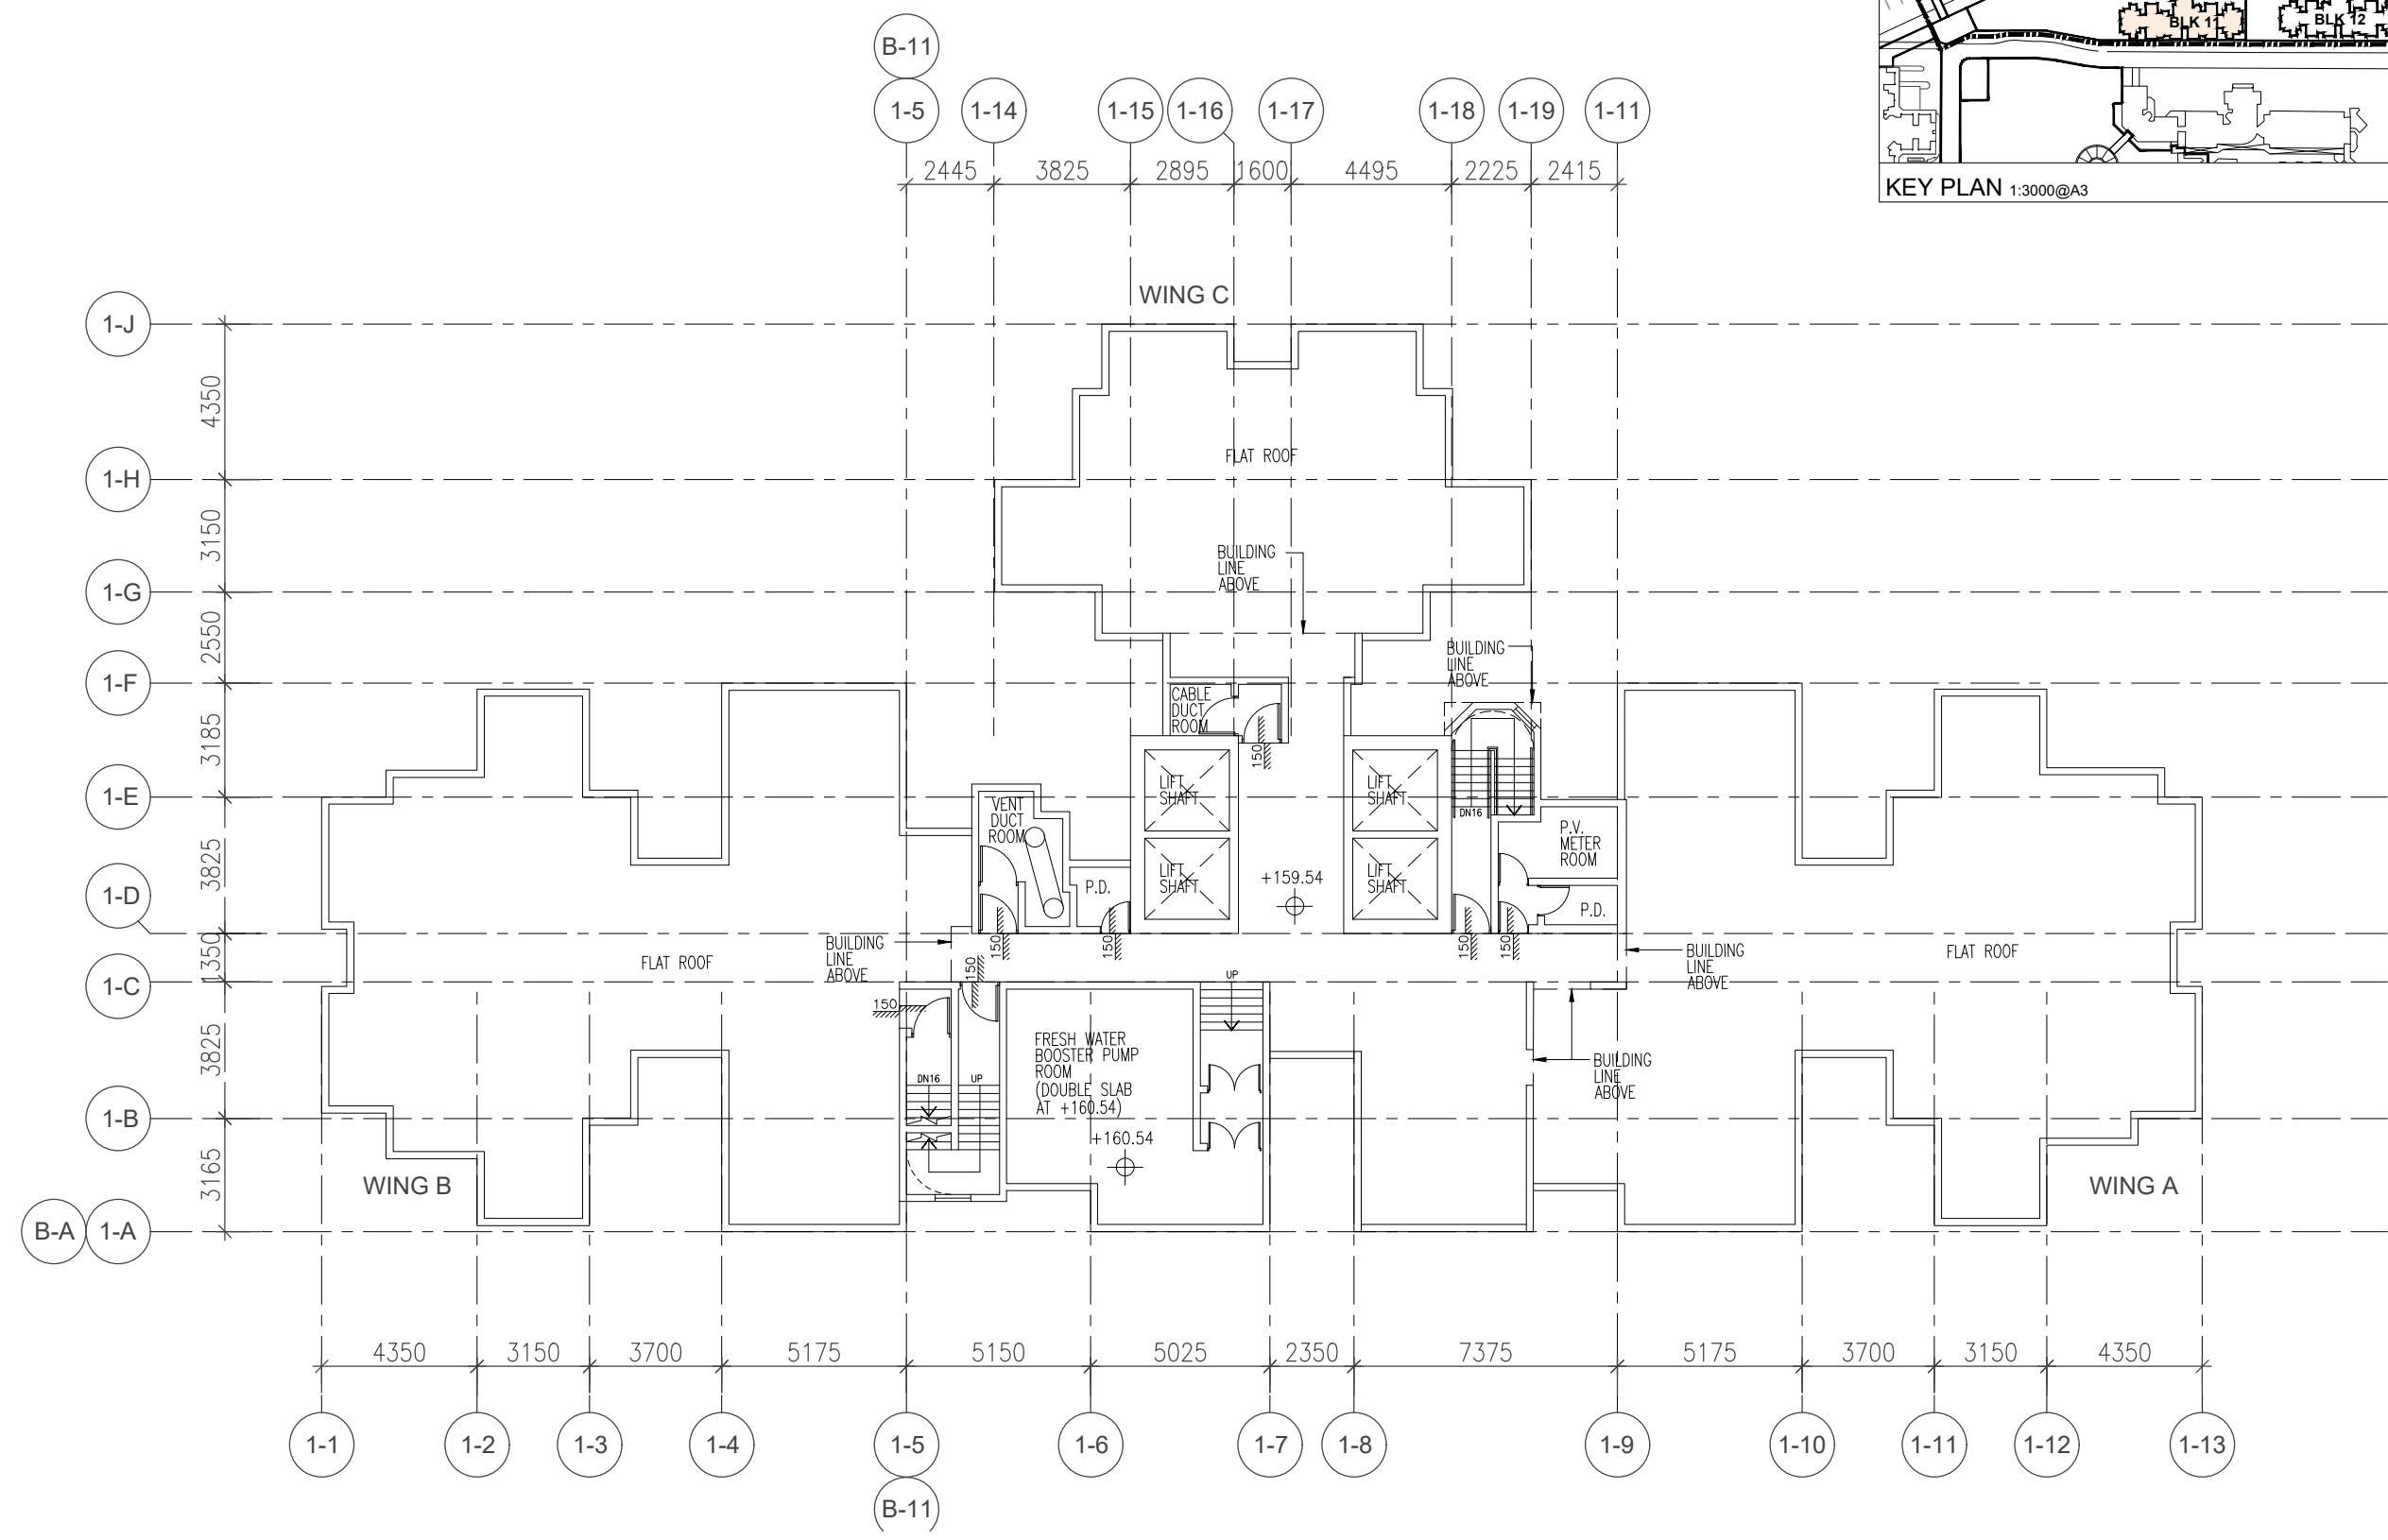 BLK 11
BLK 12
KEY PLAN 1:3000@A3
B-11
1-5
1-14
1-15
1-16
1-17
1-18
1-19
1-11
2445
3825
2895
1600
4495
2225
2415
WING C
1-J
4350
1-H
FLAT ROOF
3150
BUILDING
LINE
ABOVE
1-G
2550
BUILDING
LINE
ABOVE
1-F
CABLE
DUCT
ROOM
3185
150
LIFT
SHAFT
LIFT
SHAFT
1-E
VENT
DUCT
ROOM
DN16
P.V.
METER
ROOM
3825
LIFT
SHAFT
LIFT
SHAFT
+159.54
P.D.
P.D.
1-D
150
150
150
150
BUILDING
LINE
ABOVE
FLAT ROOF
1350
150
UP
BUILDING
LINE
ABOVE
FLAT ROOF
1-C
150
3825
FRESH WATER
BOOSTER PUMP
ROOM
(DOUBLE SLAB
AT +160.54)
BUILDING
LINE
ABOVE
DN16
UP
1-B
+160.54
3165
WING B
WING A
B-A
1-A
4350
3150
3700
5175
5150
5025
2350
7375
5175
3700
3150
4350
1-1
1-2
1-3
1-4
1-5
1-6
1-7
1-8
1-9
1-10
1-11
1-12
1-13
B-11